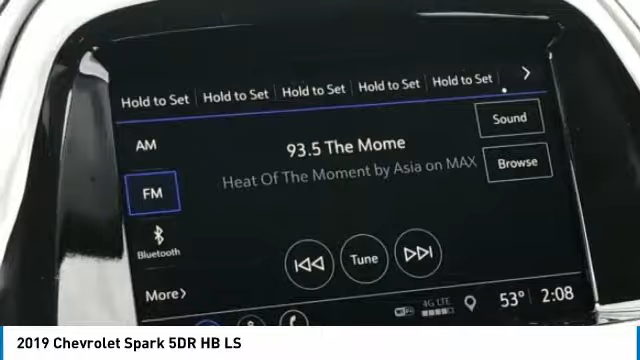 Hold to Set Hold to Set Hold to Set Hold to Set Hold to Set >
AM
93.5 The Mome
Sound
FM
Heat Of The Moment by Asia on MAX
Browse
Bluetooth
Tune
More>
4G LTE
53° 2:08
2019 Chevrolet Spark 5DR HB LS